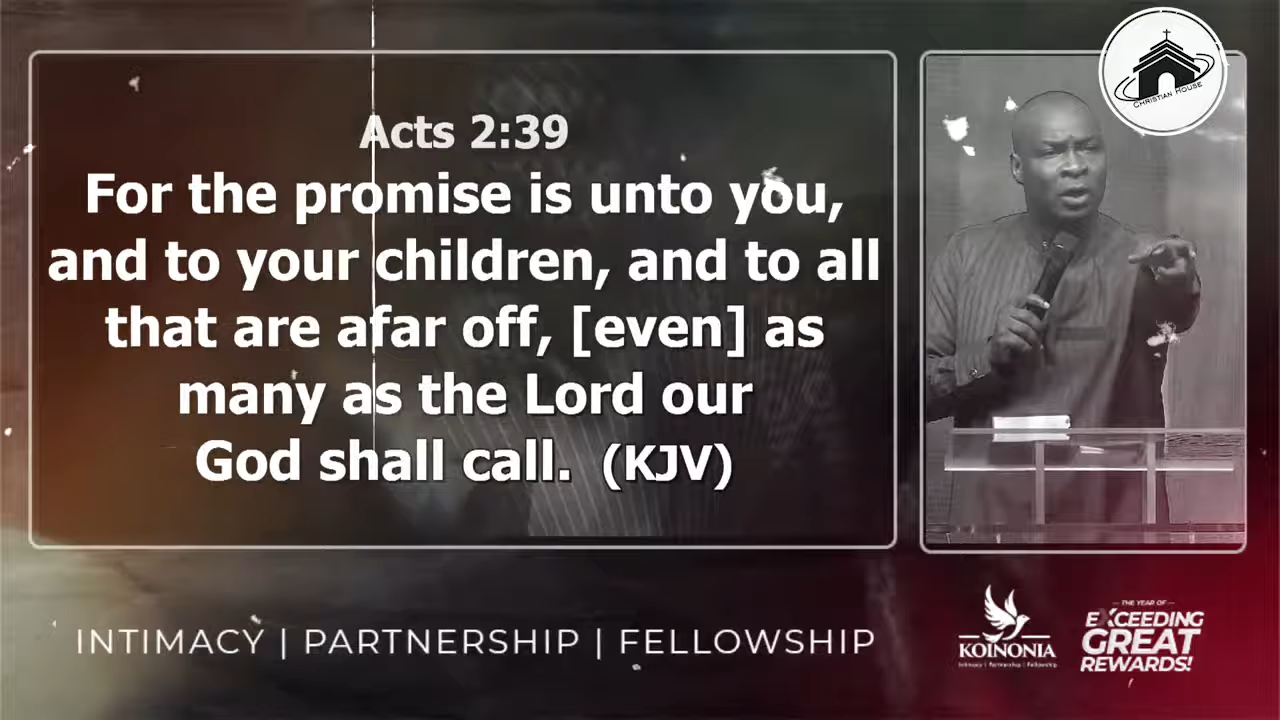 Acts 2:39
For the promise is unto you,
and to your children, and to all
that are afar off, [even] as
many as the Lord our
God shall call. (KJV)
CHRISTIAN HOUSE
INTIMACY | PARTNERSHIP | FELLOWSHIP
KOINONIA
Intimacy | Partnership | Fellowship
THE YEAR OF
EXCEEDING
GREAT
REWARDS!